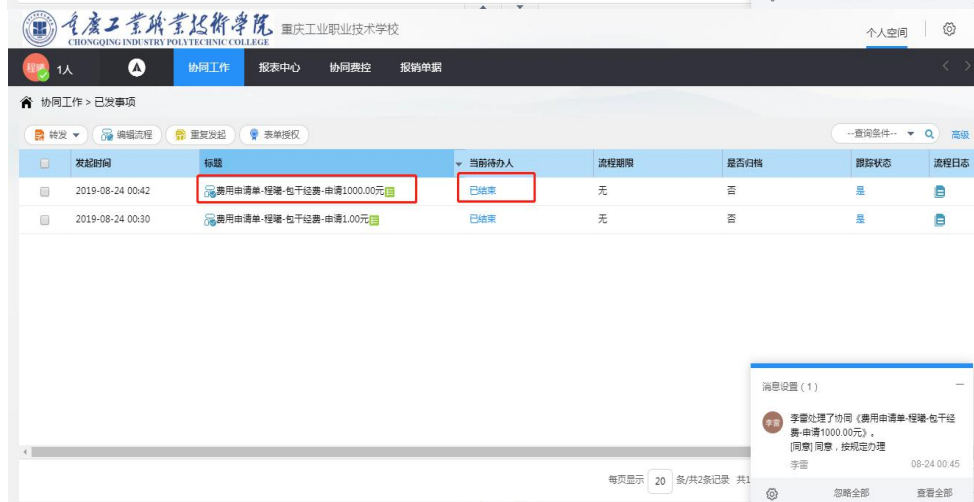 重庆工业职业技术学院 重庆工业职业技术学校
CHONGQING INDUSTRY POLYTECHNIC COLLEGE
个人空间
程曦 1人 协同工作 报表中心 协同费控 报销单据
协同工作 > 已发事项
转发 编辑流程 重复发起 表单授权 --查询条件-- 高级
发起时间 标题 当前待办人 流程期限 是否归档 跟踪状态 流程日志
2019-08-24 00:42 费用申请单-程曦-包干经费-申请1000.00元 已结束 无 否 是
2019-08-24 00:30 费用申请单-程曦-包干经费-申请1.00元 已结束 无 否 是
消息设置 ( 1 )
李雷 李雷处理了协同《费用申请单-程曦-包干经
费-申请1000.00元》。
[同意] 同意，按规定办理
李雷 08-24 00:45
每页显示 20 条/共2条记录 共1
忽略全部 查看全部